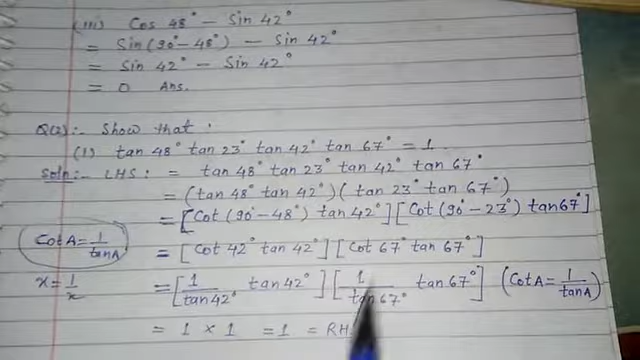 (iii) Cos 48° - Sin 42°
= Sin (90° - 48°) - Sin 42°
= Sin 42° - Sin 42°
= 0 Ans.
Q(2):- Show that :
(1) tan 48° tan 23° tan 42° tan 67° = 1
Soln:- LHS: = tan 48° tan 23° tan 42° tan 67°
= (tan 48° tan 42°) (tan 23° tan 67°)
= [Cot (90° - 48°) tan 42°] [Cot (90° - 23°) tan 67°]
Cot A = 1/tan A
= [Cot 42° tan 42°] [Cot 67° tan 67°]
x = 1/x
= [1/tan 42° tan 42°] [1/tan 67° tan 67°] (Cot A = 1/tan A)
= 1 × 1 = 1 = RH